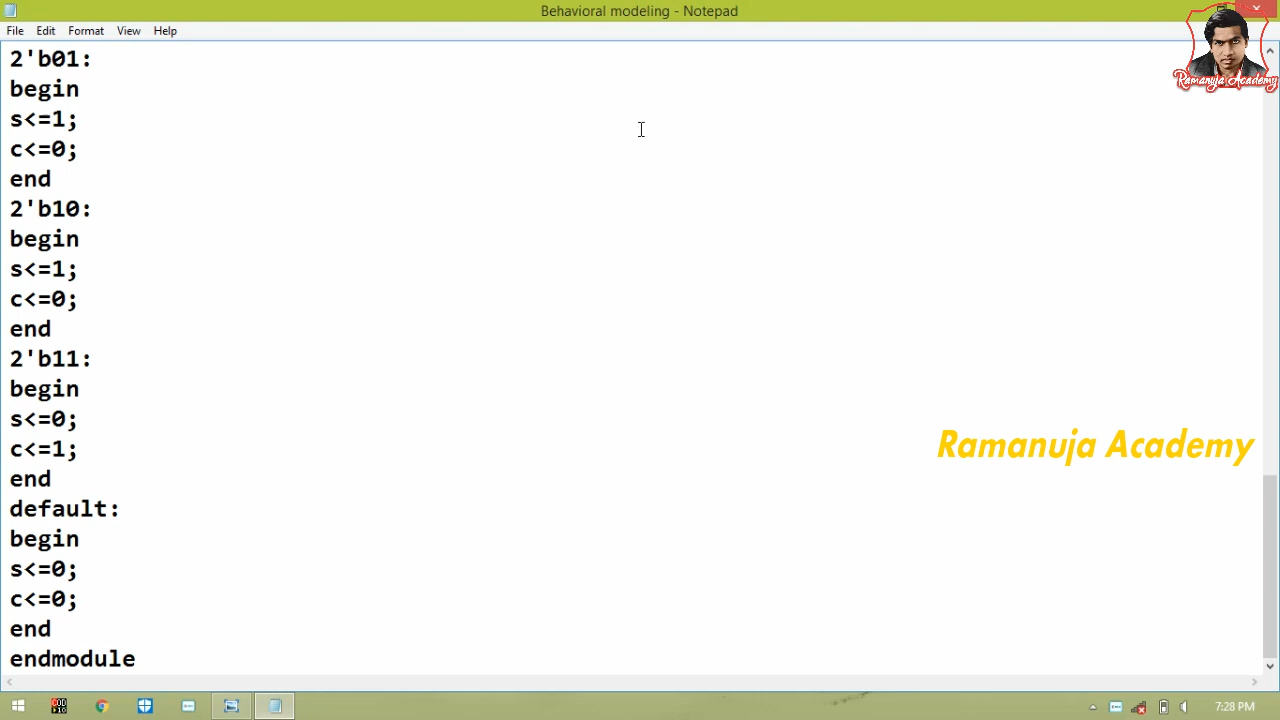 Behavioral modeling - Notepad
File Edit Format View Help
2'b01:
begin
s<=1;
c<=0;
end
2'b10:
begin
s<=1;
c<=0;
end
2'b11:
begin
s<=0;
c<=1;
end
default:
begin
s<=0;
c<=0;
end
endmodule
Ramanuja Academy
Ramanuja Academy
7:28 PM